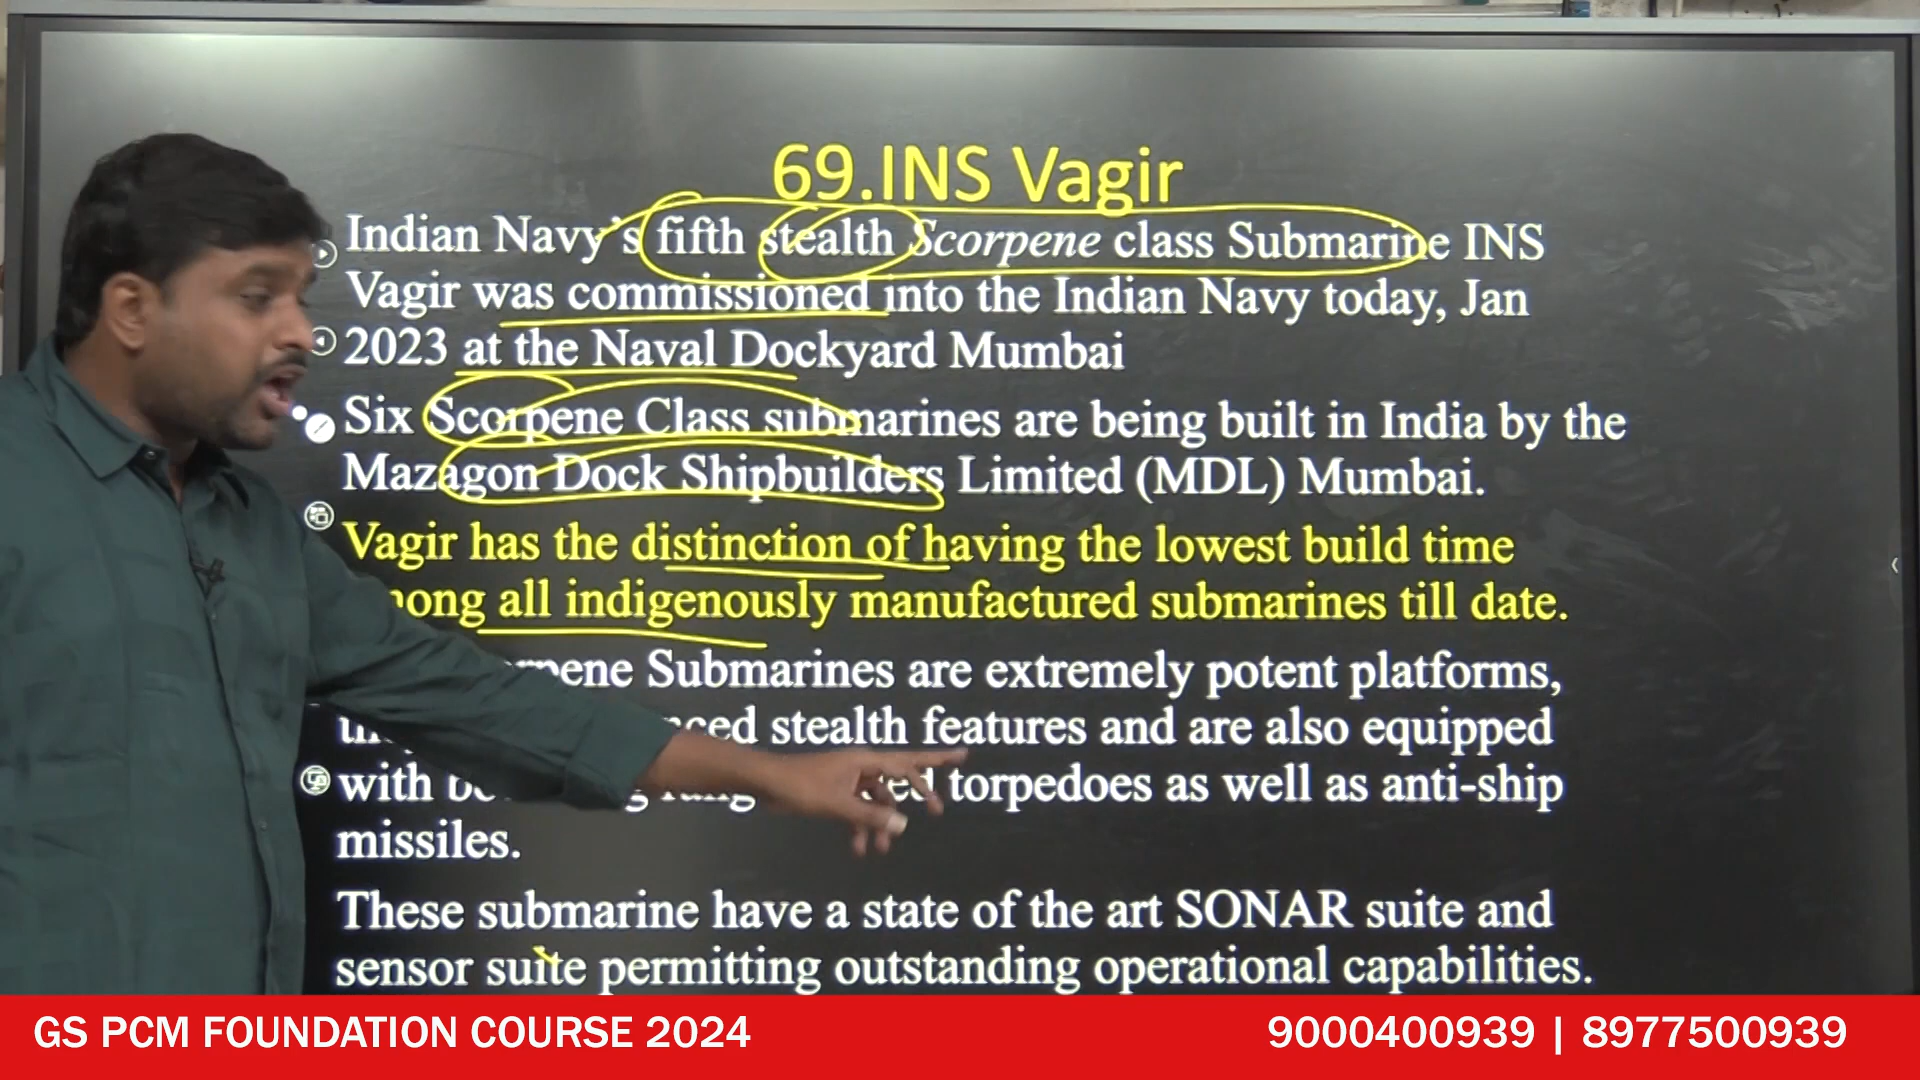 69.INS Vagir
Indian Navy's fifth stealth Scorpene class Submarine INS
Vagir was commissioned into the Indian Navy today, Jan
2023 at the Naval Dockyard Mumbai
Six Scorpene Class submarines are being built in India by the
Mazagon Dock Shipbuilders Limited (MDL) Mumbai.
Vagir has the distinction of having the lowest build time
all indigenously manufactured submarines till date.
Submarines are extremely potent platforms,
stealth features and are also equipped
with torpedoes as well as anti-ship
missiles.
These submarine have a state of the art SONAR suite and
sensor suite permitting outstanding operational capabilities.
GS PCM FOUNDATION COURSE 2024
9000400939 | 8977500939